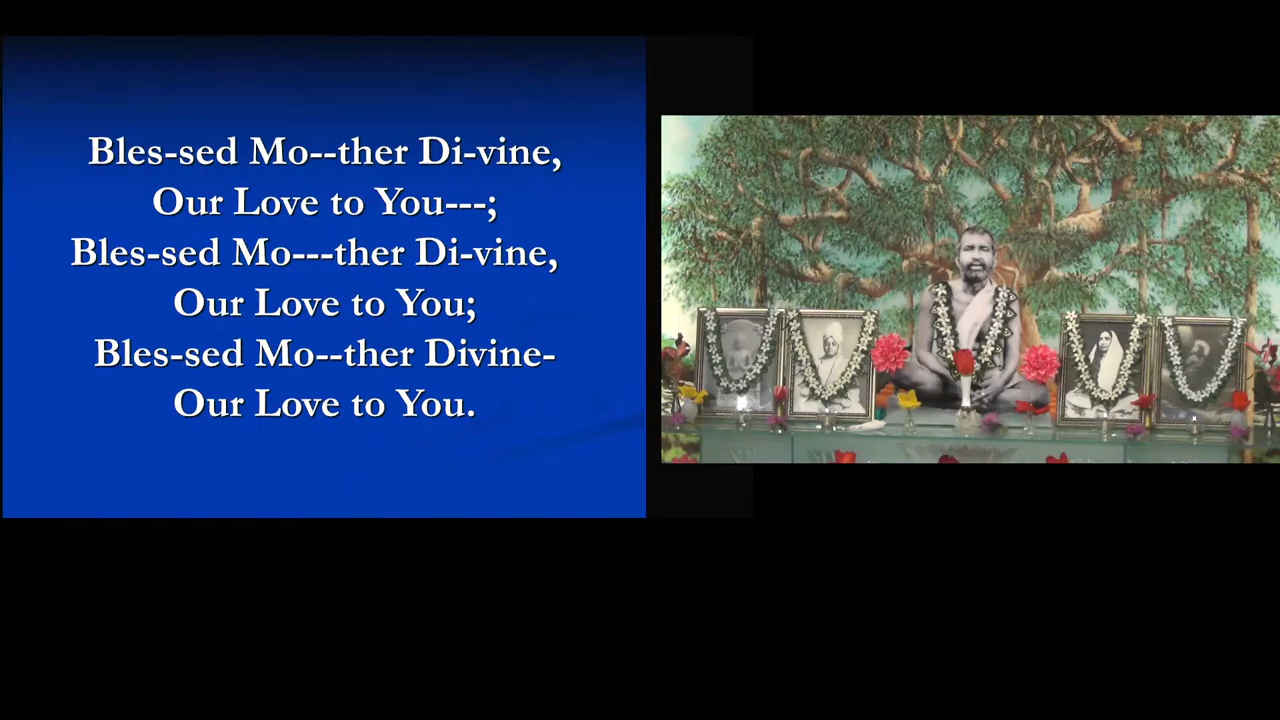 Bles-sed Mo--ther Di-vine,
Our Love to You---;
Bles-sed Mo---ther Di-vine,
Our Love to You;
Bles-sed Mo--ther Divine-
Our Love to You.